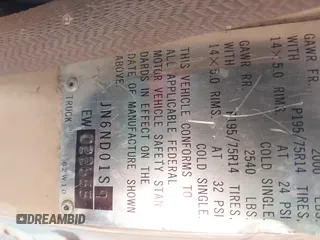 GAWR FR. 2000 LBS.
WITH P195/75R14 TIRES,
14×5.0 RIMS, AT 24 PSI
COLD SINGLE.
GAWR RR. 2540 LBS.
WITH P195/75R14 TIRES,
14×5.0 RIMS, AT 32 PSI
COLD SINGLE.
THIS VEHICLE CONFORMS TO
ALL APPLICABLE FEDERAL
MOTOR VEHICLE SAFETY STAN
DARDS IN EFFECT ON THE
DATE OF MANUFACTURE SHOWN
ABOVE.
JN6ND01S
EW
TRUCK
DREAMBID